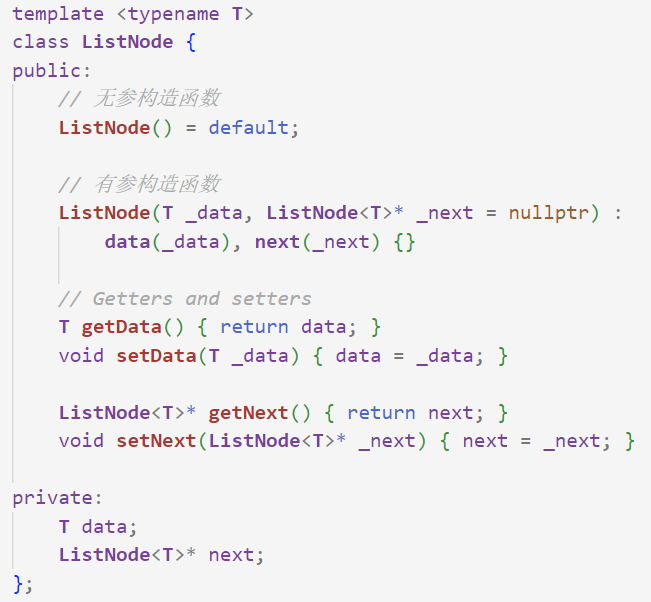 template <typename T>
class ListNode {
public:
    // 无参构造函数
    ListNode() = default;

    // 有参构造函数
    ListNode(T _data, ListNode<T>* _next = nullptr) :
        data(_data), next(_next) {}

    // Getters and setters
    T getData() { return data; }
    void setData(T _data) { data = _data; }

    ListNode<T>* getNext() { return next; }
    void setNext(ListNode<T>* _next) { next = _next; }

private:
    T data;
    ListNode<T>* next;
};